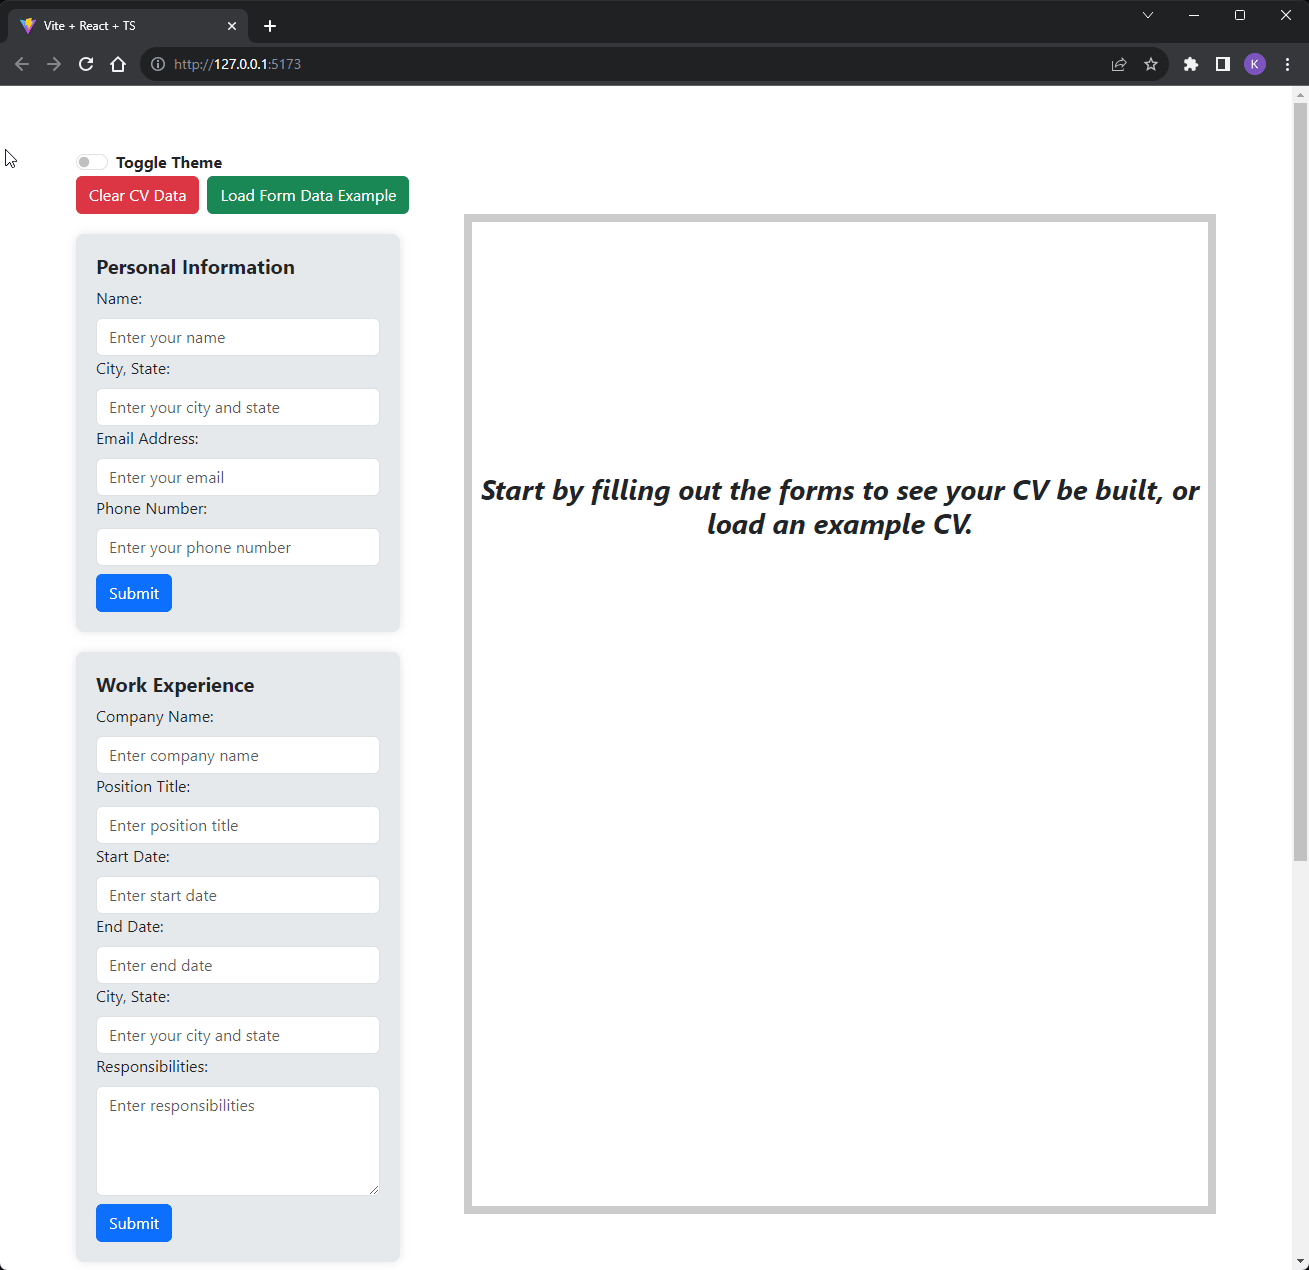 Vite + React + TS
http://127.0.0.1:5173
K
Toggle Theme
Clear CV Data
Load Form Data Example
Personal Information
Name:
Enter your name
City, State:
Enter your city and state
Email Address:
Enter your email
Phone Number:
Enter your phone number
Submit
Work Experience
Company Name:
Enter company name
Position Title:
Enter position title
Start Date:
Enter start date
End Date:
Enter end date
City, State:
Enter your city and state
Responsibilities:
Enter responsibilities
Submit
Start by filling out the forms to see your CV be built, or
load an example CV.